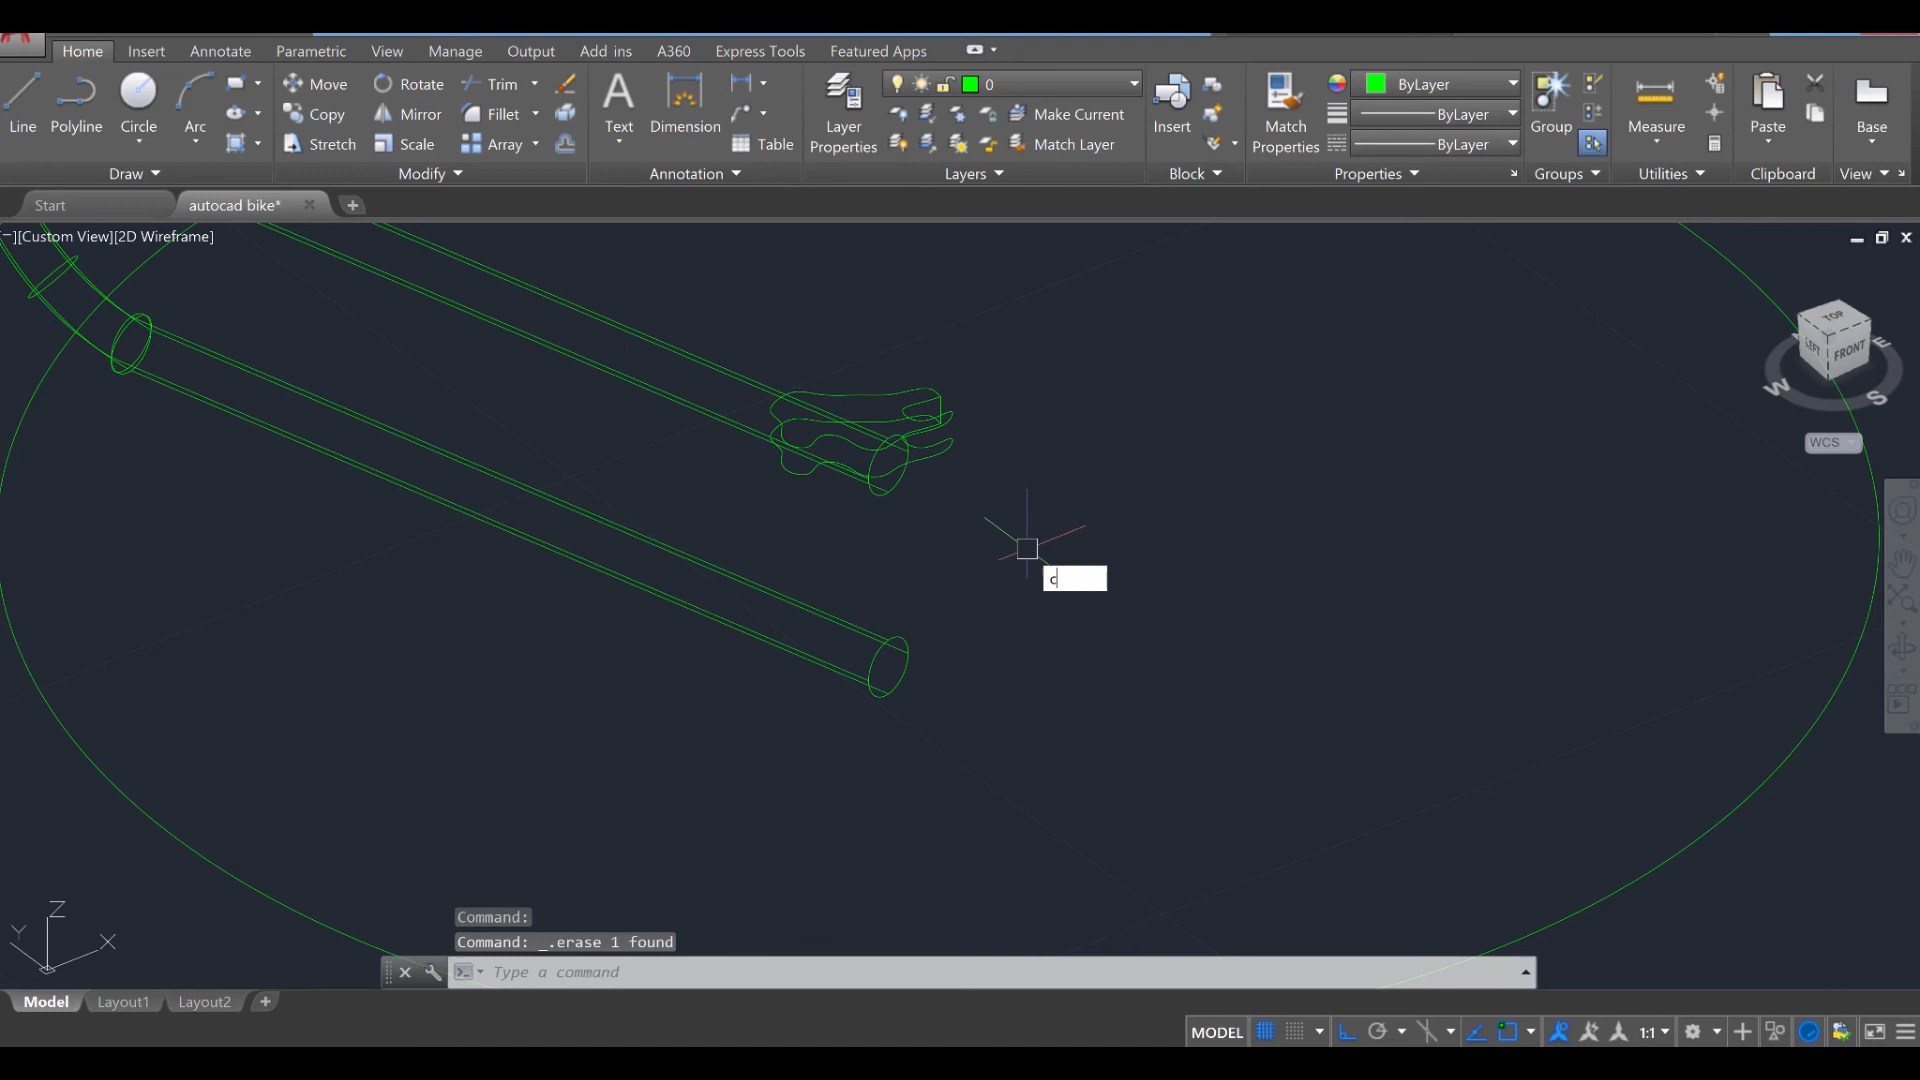 Home Insert Annotate Parametric View Manage Output Add ins A360 Express Tools Featured Apps
Line Polyline Circle Arc
Move Rotate Trim
Copy Mirror Fillet
Stretch Scale Array
Text Dimension Table
Layer Properties
0
Make Current
Match Layer
Insert
Match Properties
ByLayer
ByLayer
ByLayer
Group
Measure
Paste
Base
Draw Modify Annotation Layers Block Properties Groups Utilities Clipboard View
Start autocad bike*
−][Custom View][2D Wireframe]
TOP
LEFT FRONT
E
W S
WCS
c
Z
Y X
Command:
Command: _.erase 1 found
Type a command
Model Layout1 Layout2
MODEL 1:1